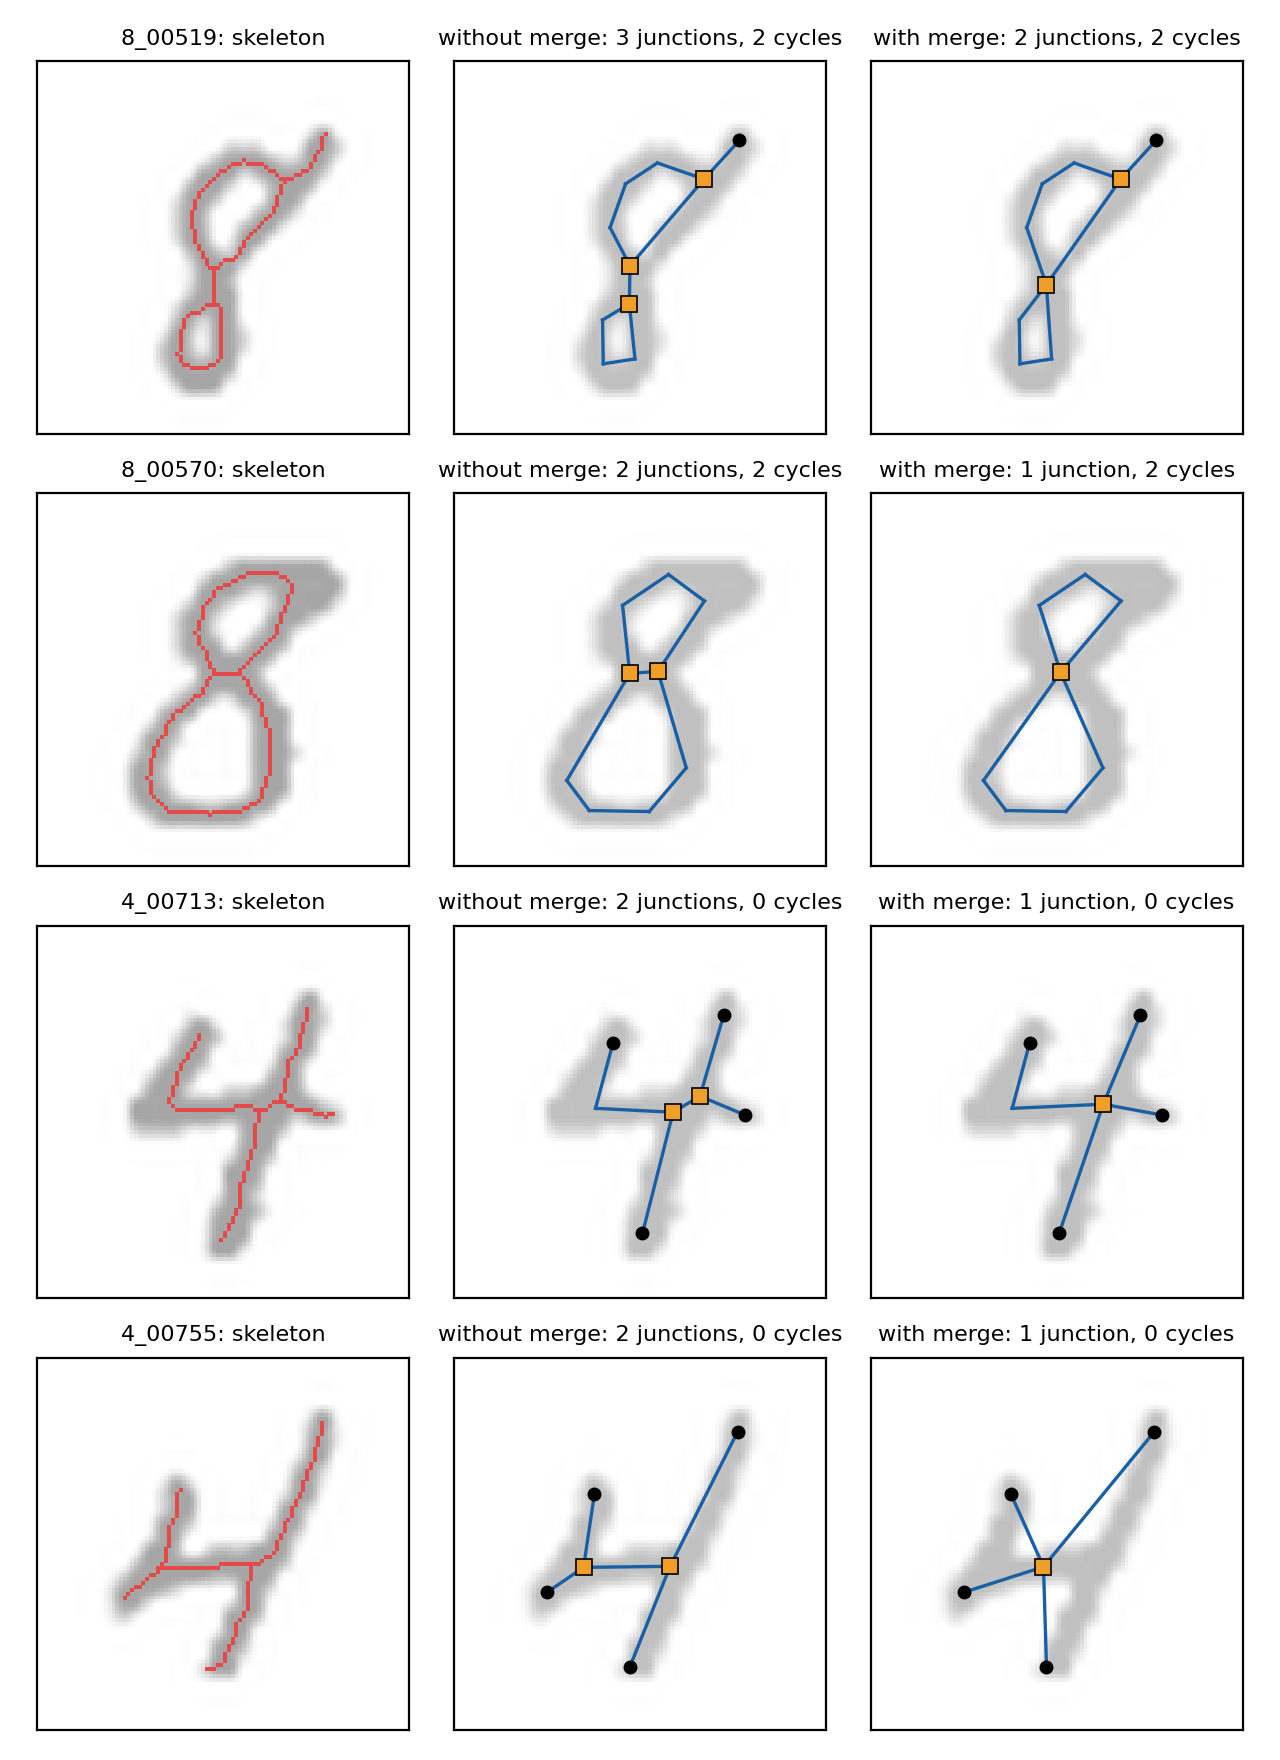 8_00519: skeleton
without merge: 3 junctions, 2 cycles
with merge: 2 junctions, 2 cycles
8_00570: skeleton
without merge: 2 junctions, 2 cycles
with merge: 1 junction, 2 cycles
4_00713: skeleton
without merge: 2 junctions, 0 cycles
with merge: 1 junction, 0 cycles
4_00755: skeleton
without merge: 2 junctions, 0 cycles
with merge: 1 junction, 0 cycles